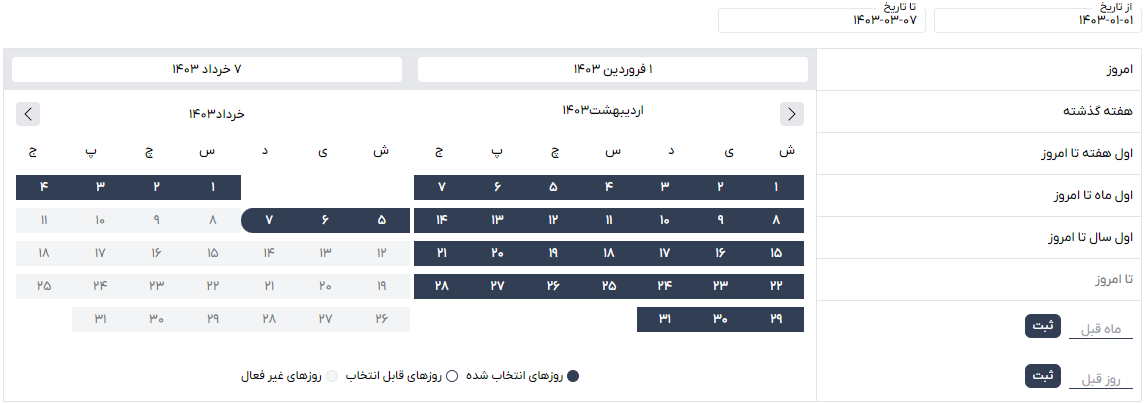 از تاریخ
۱۴۰۳-۰۱-۰۱
تا تاریخ
۱۴۰۳-۰۳-۰۷
امروز
هفته گذشته
اول هفته تا امروز
اول ماه تا امروز
اول سال تا امروز
تا امروز
ماه قبل ثبت
روز قبل ثبت
۱ فروردین ۱۴۰۳
۷ خرداد ۱۴۰۳
اردیبهشت۱۴۰۳
ش ی د س چ پ ج
۱ ۲ ۳ ۴ ۵ ۶ ۷
۸ ۹ ۱۰ ۱۱ ۱۲ ۱۳ ۱۴
۱۵ ۱۶ ۱۷ ۱۸ ۱۹ ۲۰ ۲۱
۲۲ ۲۳ ۲۴ ۲۵ ۲۶ ۲۷ ۲۸
۲۹ ۳۰ ۳۱
خرداد۱۴۰۳
ش ی د س چ پ ج
۱ ۲ ۳ ۴
۵ ۶ ۷ ۸ ۹ ۱۰ ۱۱
۱۲ ۱۳ ۱۴ ۱۵ ۱۶ ۱۷ ۱۸
۱۹ ۲۰ ۲۱ ۲۲ ۲۳ ۲۴ ۲۵
۲۶ ۲۷ ۲۸ ۲۹ ۳۰ ۳۱
روزهای انتخاب شده روزهای قابل انتخاب روزهای غیر فعال